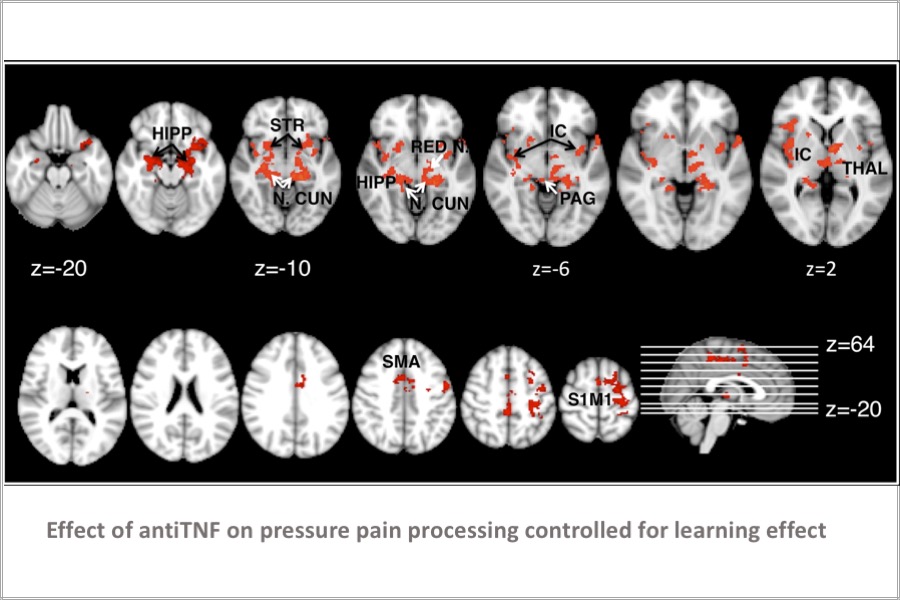 HIPP
STR
N. CUN
RED N.
HIPP
N. CUN
IC
PAG
IC
THAL
z=-20
z=-10
z=-6
z=2
SMA
S1M1
z=64
z=-20
Effect of antiTNF on pressure pain processing controlled for learning effect